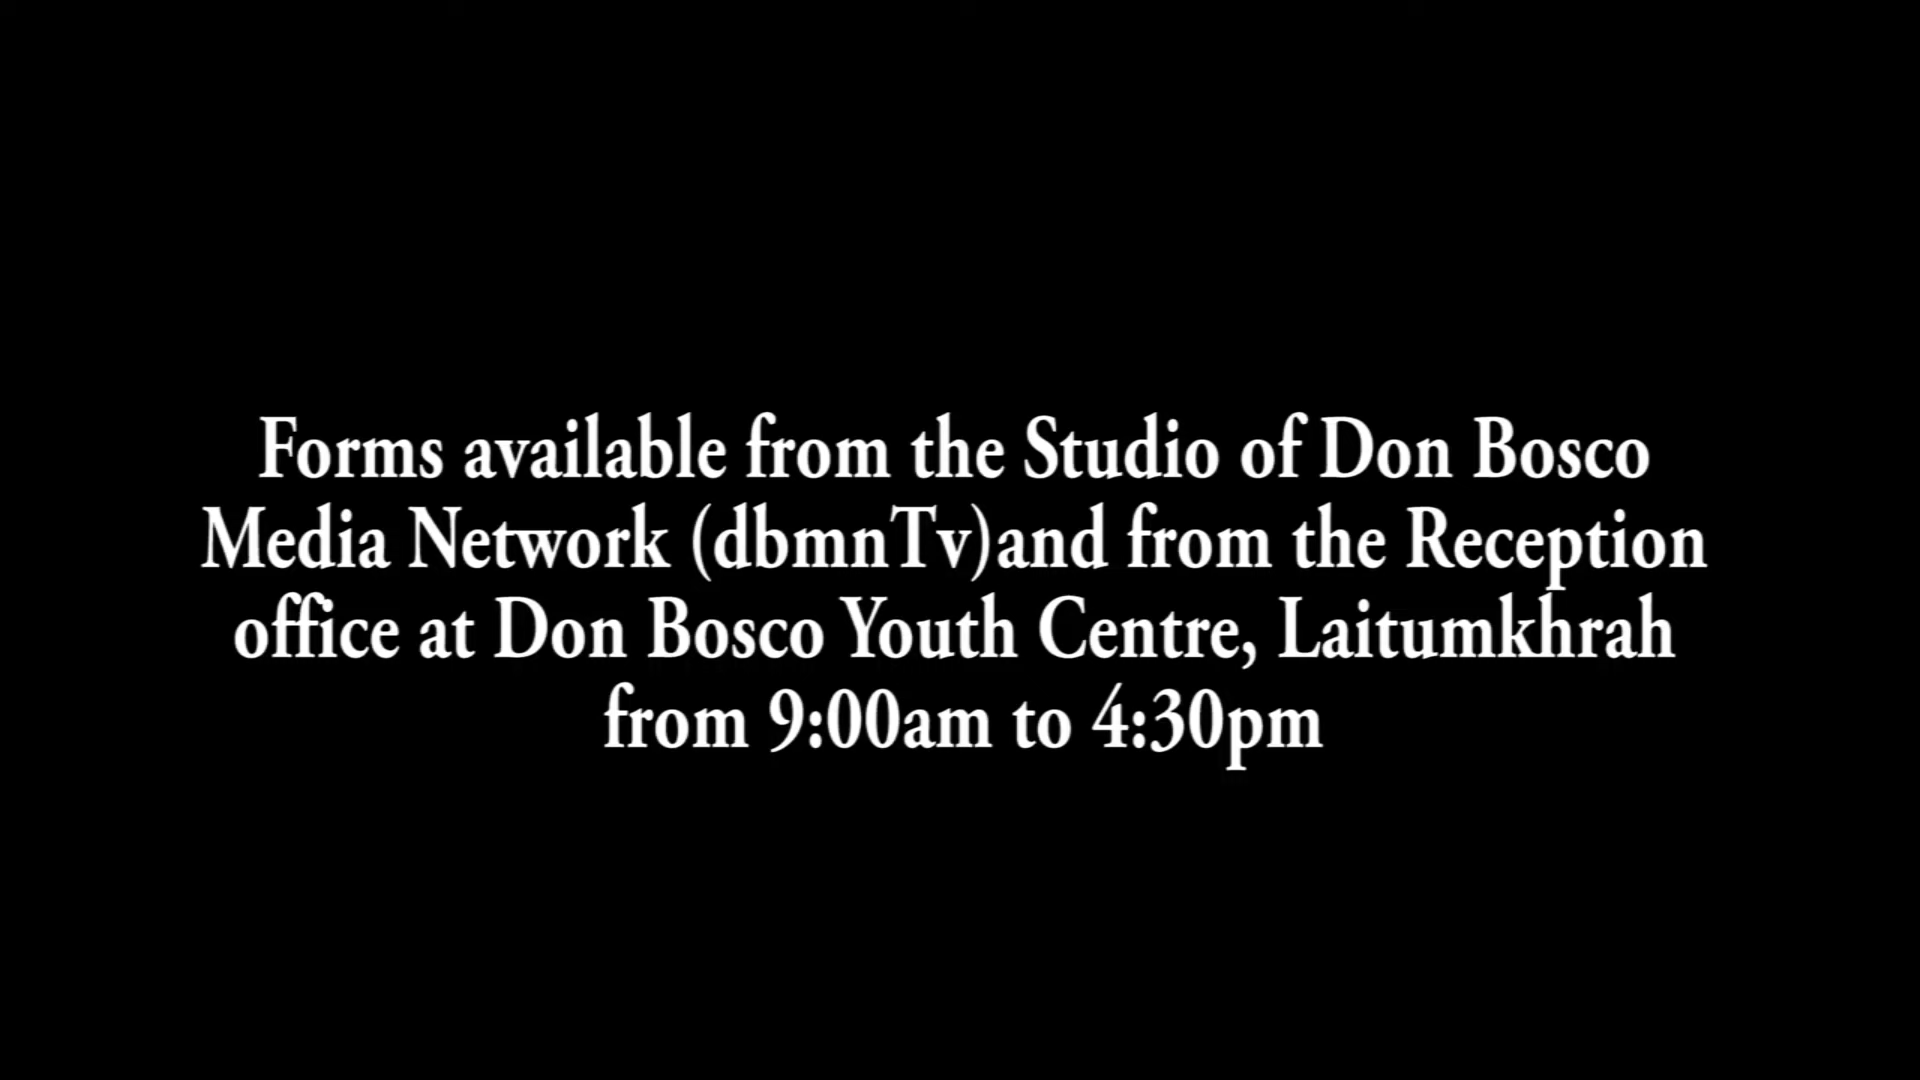 Forms available from the Studio of Don Bosco
Media Network (dbmnTv)and from the Reception
office at Don Bosco Youth Centre, Laitumkhrah
from 9:00am to 4:30pm